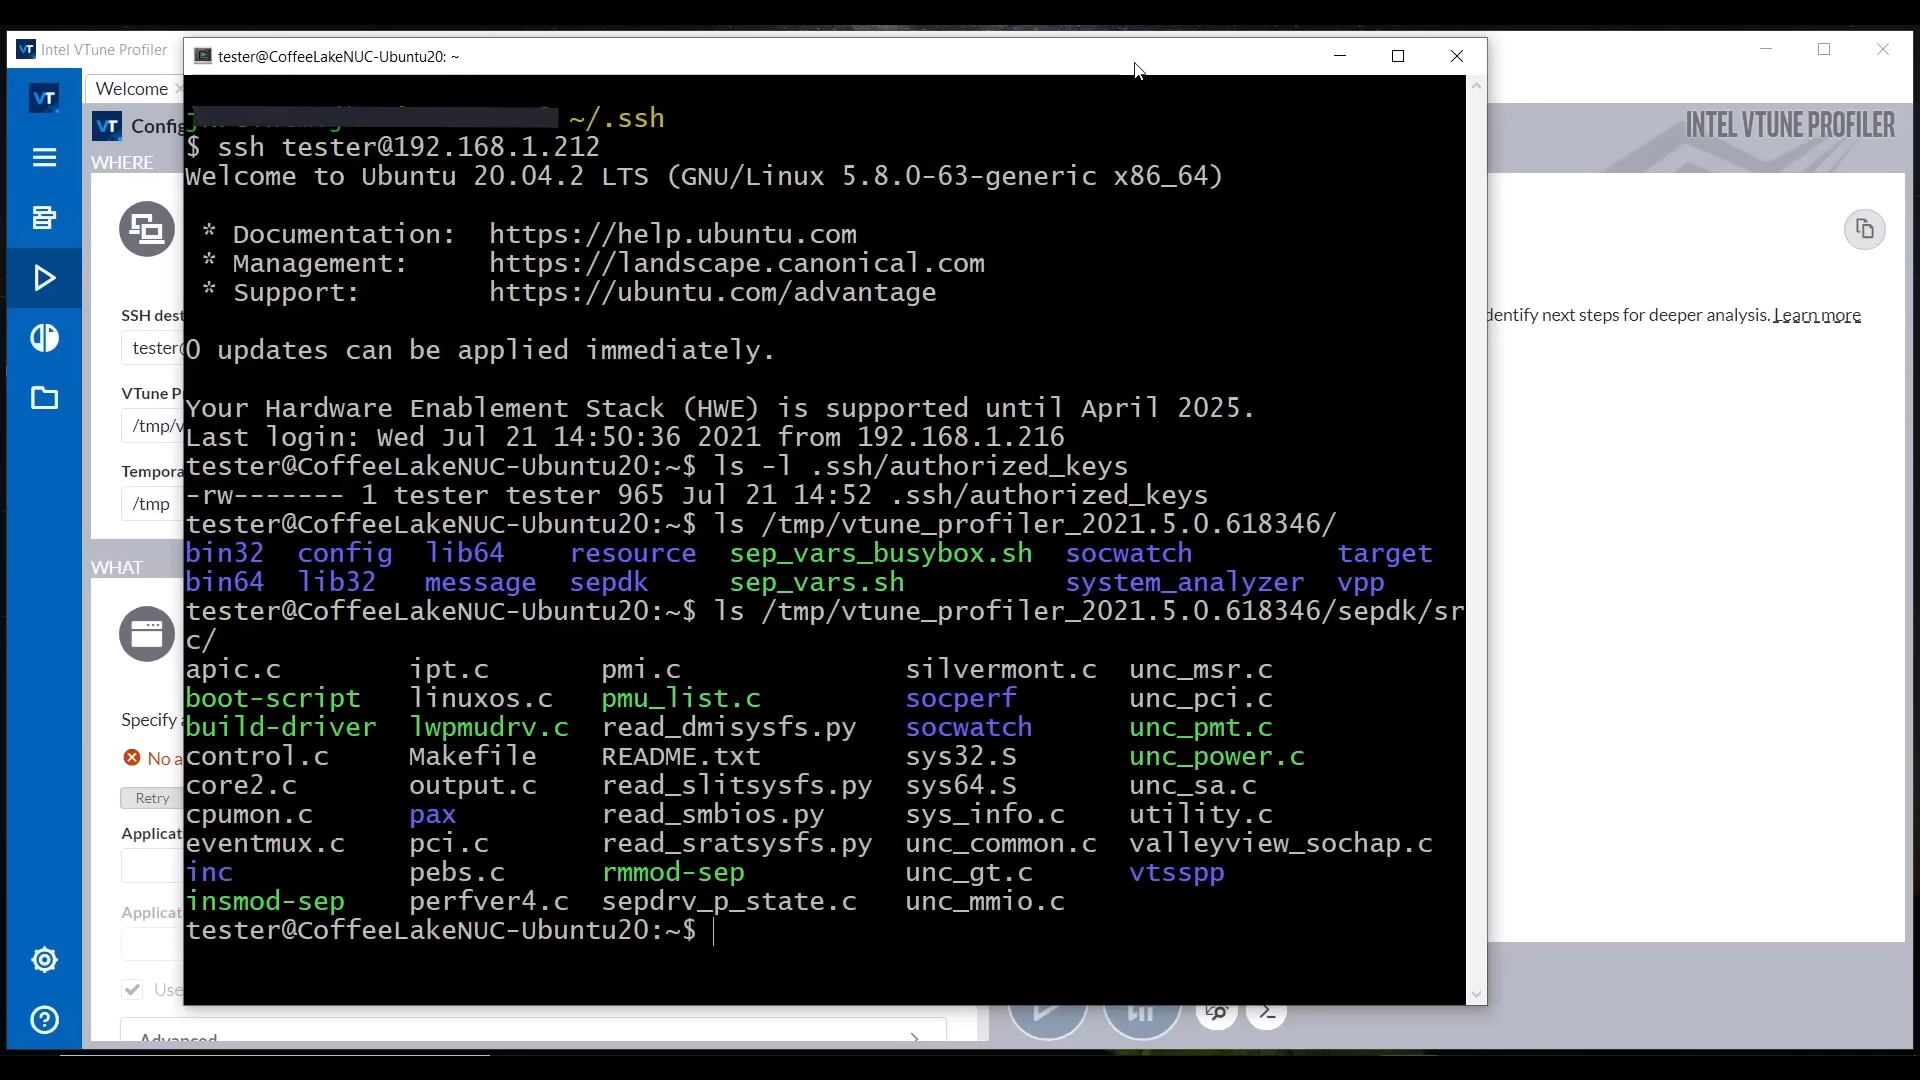 Intel VTune Profiler
tester@CoffeeLakeNUC-Ubuntu20: ~
Welcome
VT
Config
INTEL VTUNE PROFILER
WHERE
SSH dest
tester@
VTune Pr
/tmp/v
Tempora
/tmp
WHAT
Specify
No a
Retry
Applicat
Applicat
Use
Advanced
dentify next steps for deeper analysis. Learn more
~/.ssh
$ ssh tester@192.168.1.212
Welcome to Ubuntu 20.04.2 LTS (GNU/Linux 5.8.0-63-generic x86_64)
* Documentation:  https://help.ubuntu.com
* Management:     https://landscape.canonical.com
* Support:        https://ubuntu.com/advantage
0 updates can be applied immediately.
Your Hardware Enablement Stack (HWE) is supported until April 2025.
Last login: Wed Jul 21 14:50:36 2021 from 192.168.1.216
tester@CoffeeLakeNUC-Ubuntu20:~$ ls -l .ssh/authorized_keys
-rw------- 1 tester tester 965 Jul 21 14:52 .ssh/authorized_keys
tester@CoffeeLakeNUC-Ubuntu20:~$ ls /tmp/vtune_profiler_2021.5.0.618346/
bin32  config  lib64    resource  sep_vars_busybox.sh  socwatch         target
bin64  lib32   message  sepdk     sep_vars.sh          system_analyzer  vpp
tester@CoffeeLakeNUC-Ubuntu20:~$ ls /tmp/vtune_profiler_2021.5.0.618346/sepdk/sr
c/
apic.c        ipt.c       pmi.c              silvermont.c  unc_msr.c
boot-script   linuxos.c   pmu_list.c         socperf       unc_pci.c
build-driver  lwpmudrv.c  read_dmisysfs.py   socwatch      unc_pmt.c
control.c     Makefile    README.txt         sys32.S       unc_power.c
core2.c       output.c    read_slitsysfs.py  sys64.S       unc_sa.c
cpumon.c      pax         read_smbios.py     sys_info.c    utility.c
eventmux.c    pci.c       read_sratsysfs.py  unc_common.c  valleyview_sochap.c
inc           pebs.c      rmmod-sep          unc_gt.c      vtsspp
insmod-sep    perfver4.c  sepdrv_p_state.c   unc_mmio.c
tester@CoffeeLakeNUC-Ubuntu20:~$